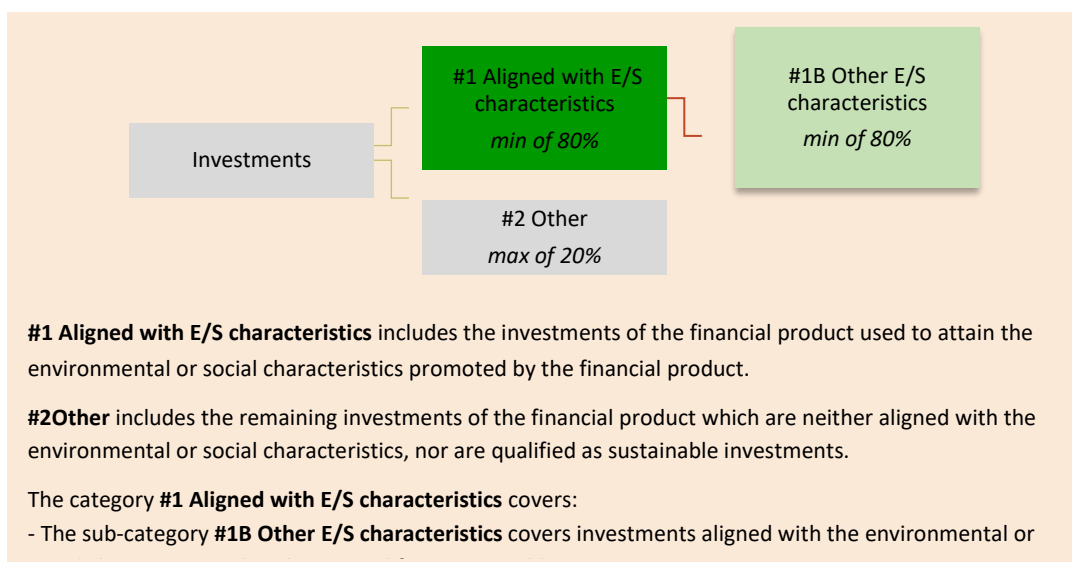 #1 Aligned with E/S
characteristics
min of 80%
#1B Other E/S
characteristics
min of 80%
Investments
#2 Other
max of 20%
#1 Aligned with E/S characteristics includes the investments of the financial product used to attain the
environmental or social characteristics promoted by the financial product.
#2Other includes the remaining investments of the financial product which are neither aligned with the
environmental or social characteristics, nor are qualified as sustainable investments.
The category #1 Aligned with E/S characteristics covers:
- The sub-category #1B Other E/S characteristics covers investments aligned with the environmental or